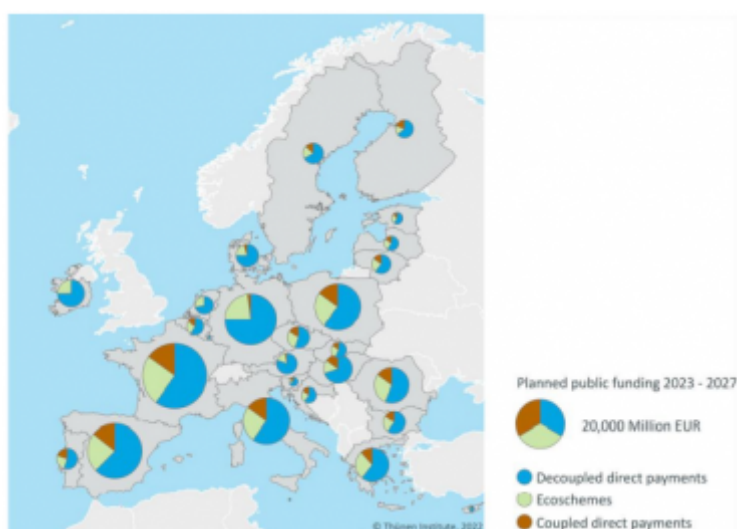 Planned public funding 2023 - 2027
20,000 Million EUR
Decoupled direct payments
Ecoschemes
Coupled direct payments
© Thünen Institute, 2022